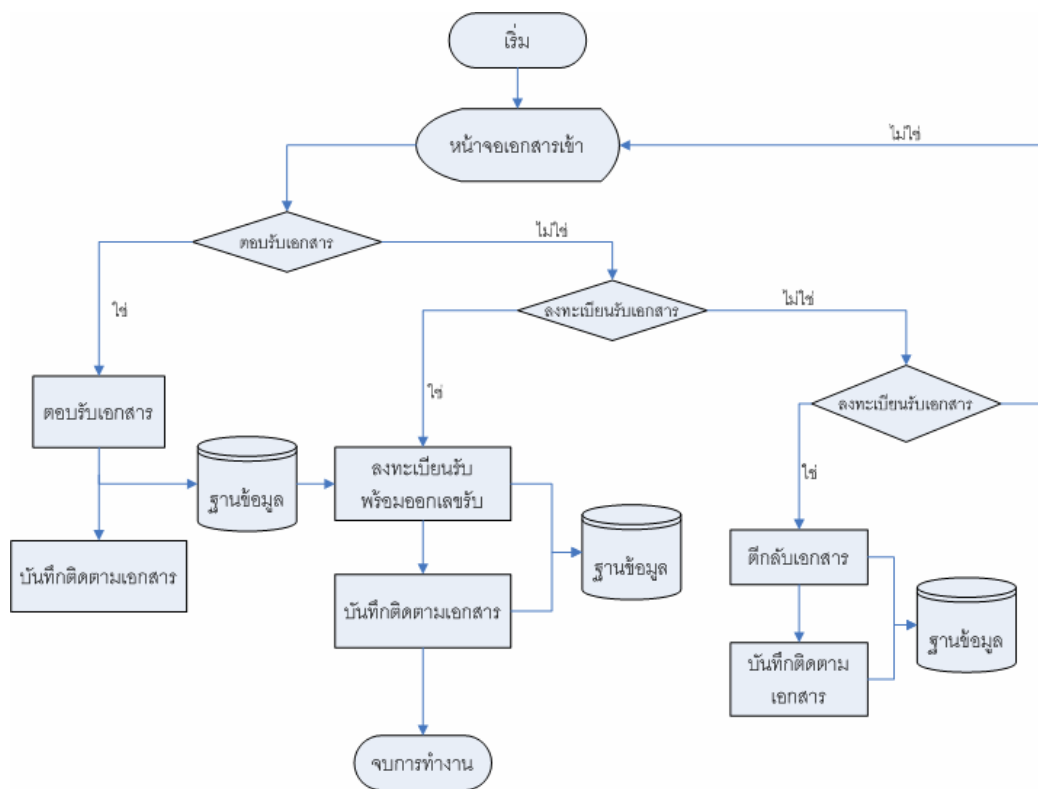 เริ่ม
หน้าจอเอกสารเข้า
ไม่ใช่
ตอบรับเอกสาร
ไม่ใช่
ลงทะเบียนรับเอกสาร
ไม่ใช่
ใช่
ใช่
ลงทะเบียนรับเอกสาร
ตอบรับเอกสาร
ฐานข้อมูล
ลงทะเบียนรับ
พร้อมออกเลขรับ
ใช่
ตีกลับเอกสาร
ฐานข้อมูล
บันทึกติดตามเอกสาร
บันทึกติดตามเอกสาร
ฐานข้อมูล
บันทึกติดตาม
เอกสาร
จบการทำงาน